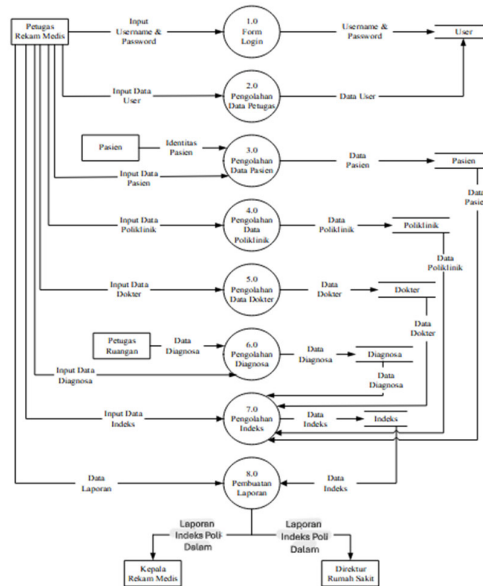 Petugas
Rekam Medis
Input
Username &
Password
1.0
Form
Login
Username &
Password
User
Input Data
User
2.0
Pengolahan
Data Petugas
Data User
Pasien
Identitas
Pasien
Input Data
Pasien
3.0
Pengolahan
Data Pasien
Data
Pasien
Pasien
Data
Pasien
Input Data
Poliklinik
4.0
Pengolahan
Data
Poliklinik
Data
Poliklinik
Poliklinik
Data
Poliklinik
Input Data
Dokter
5.0
Pengolahan
Data Dokter
Data
Dokter
Dokter
Data
Dokter
Petugas
Ruangan
Data
Diagnosa
Input Data
Diagnosa
6.0
Pengolahan
Diagnosa
Data
Diagnosa
Diagnosa
Data
Diagnosa
Input Data
Indeks
7.0
Pengolahan
Indeks
Data
Indeks
Indeks
Data
Laporan
8.0
Pembuatan
Laporan
Data
Indeks
Laporan
Indeks Poli
Dalam
Laporan
Indeks Poli
Dalam
Kepala
Rekam Medis
Direktur
Rumah Sakit